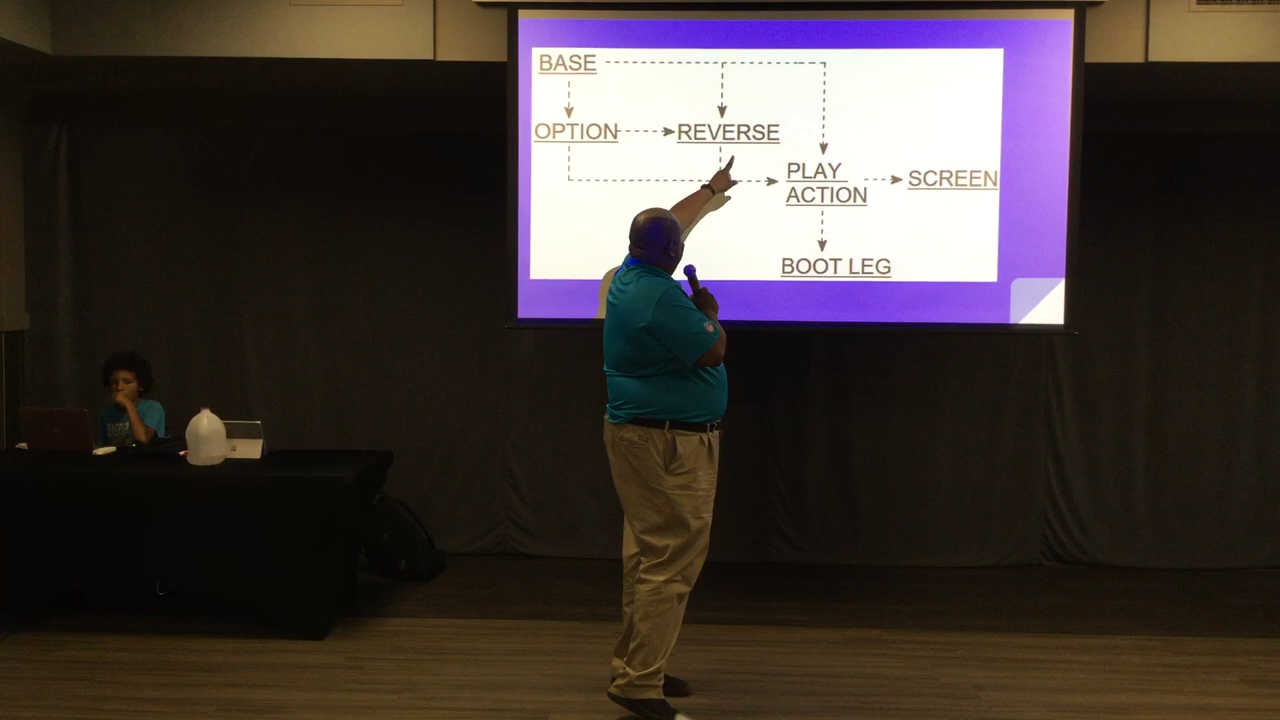 BASE
OPTION
REVERSE
PLAY
ACTION
SCREEN
BOOT LEG